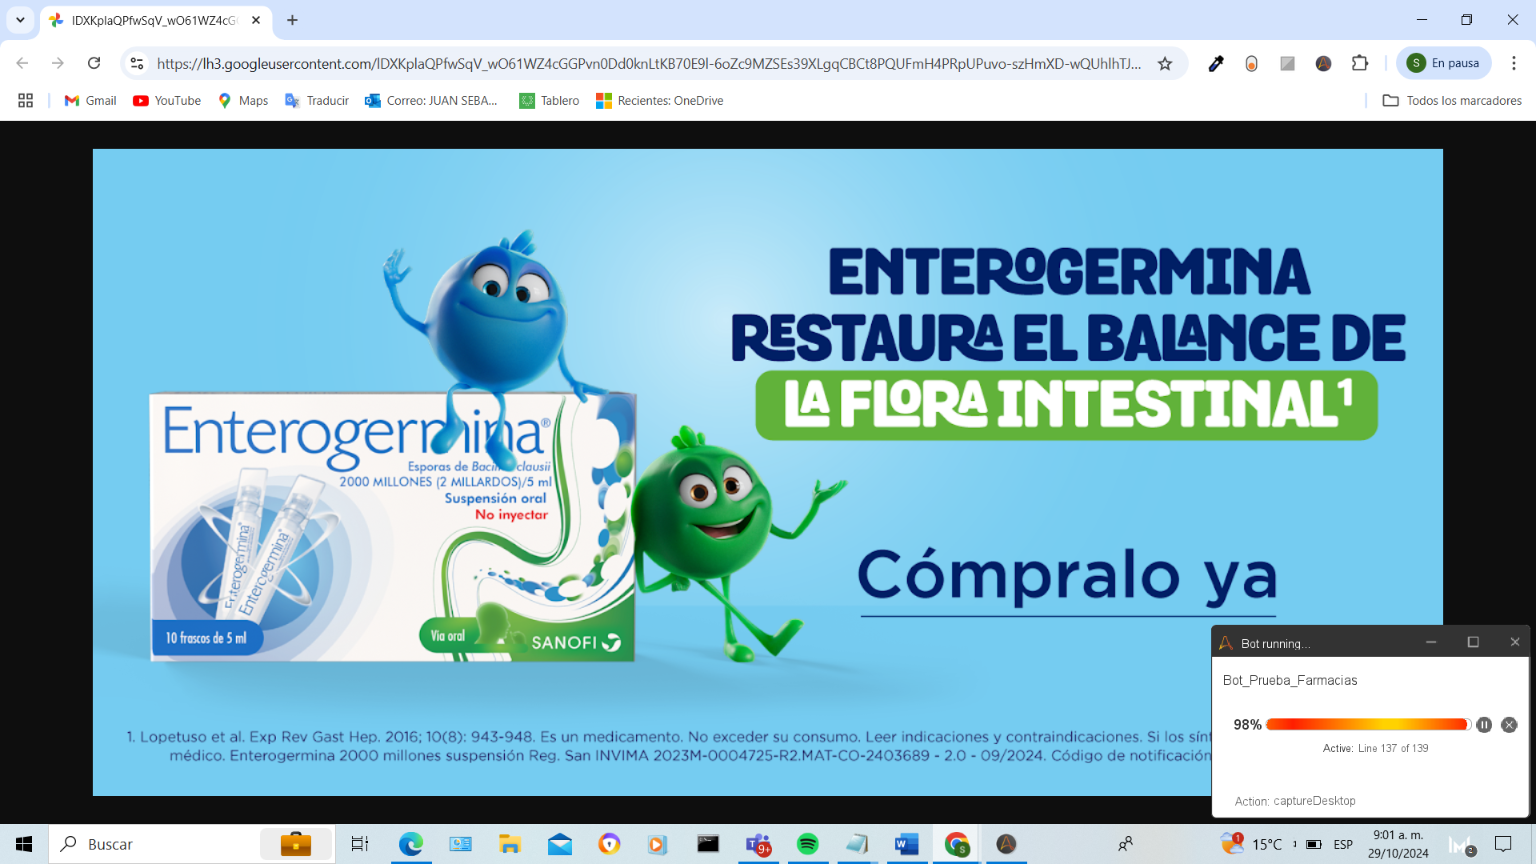 lDXKplaQPfwSqV_wO61WZ4cG
https://lh3.googleusercontent.com/lDXKplaQPfwSqV_wO61WZ4cGGPvn0Dd0knLtKB70E9l-6oZc9MZSEs39XLgqCBCt8PQUFmH4PRpUPuvo-szHmXD-wQUhlhTJ...
S En pausa
Gmail YouTube Maps Traducir Correo: JUAN SEBA... Tablero Recientes: OneDrive Todos los marcadores
ENTEROGERMINA
RESTAURA EL BALANCE DE
LA FLORA INTESTINAL¹
Enterogermina®
Esporas de Bacillus clausii
2000 MILLONES (2 MILLARDOS)/5 ml
Suspensión oral
No inyectar
Enterogermina®
Enterogermina®
10 frascos de 5 ml
Vía oral
SANOFI
Cómpralo ya
1. Lopetuso et al. Exp Rev Gast Hep. 2016; 10(8): 943-948. Es un medicamento. No exceder su consumo. Leer indicaciones y contraindicaciones. Si los sínt
médico. Enterogermina 2000 millones suspensión Reg. San INVIMA 2023M-0004725-R2.MAT-CO-2403689 - 2.0 - 09/2024. Código de notificación
Bot running...
Bot_Prueba_Farmacias
98%
Active: Line 137 of 139
Action: captureDesktop
Buscar
9+
1
15°C
ESP
9:01 a. m.
29/10/2024
2